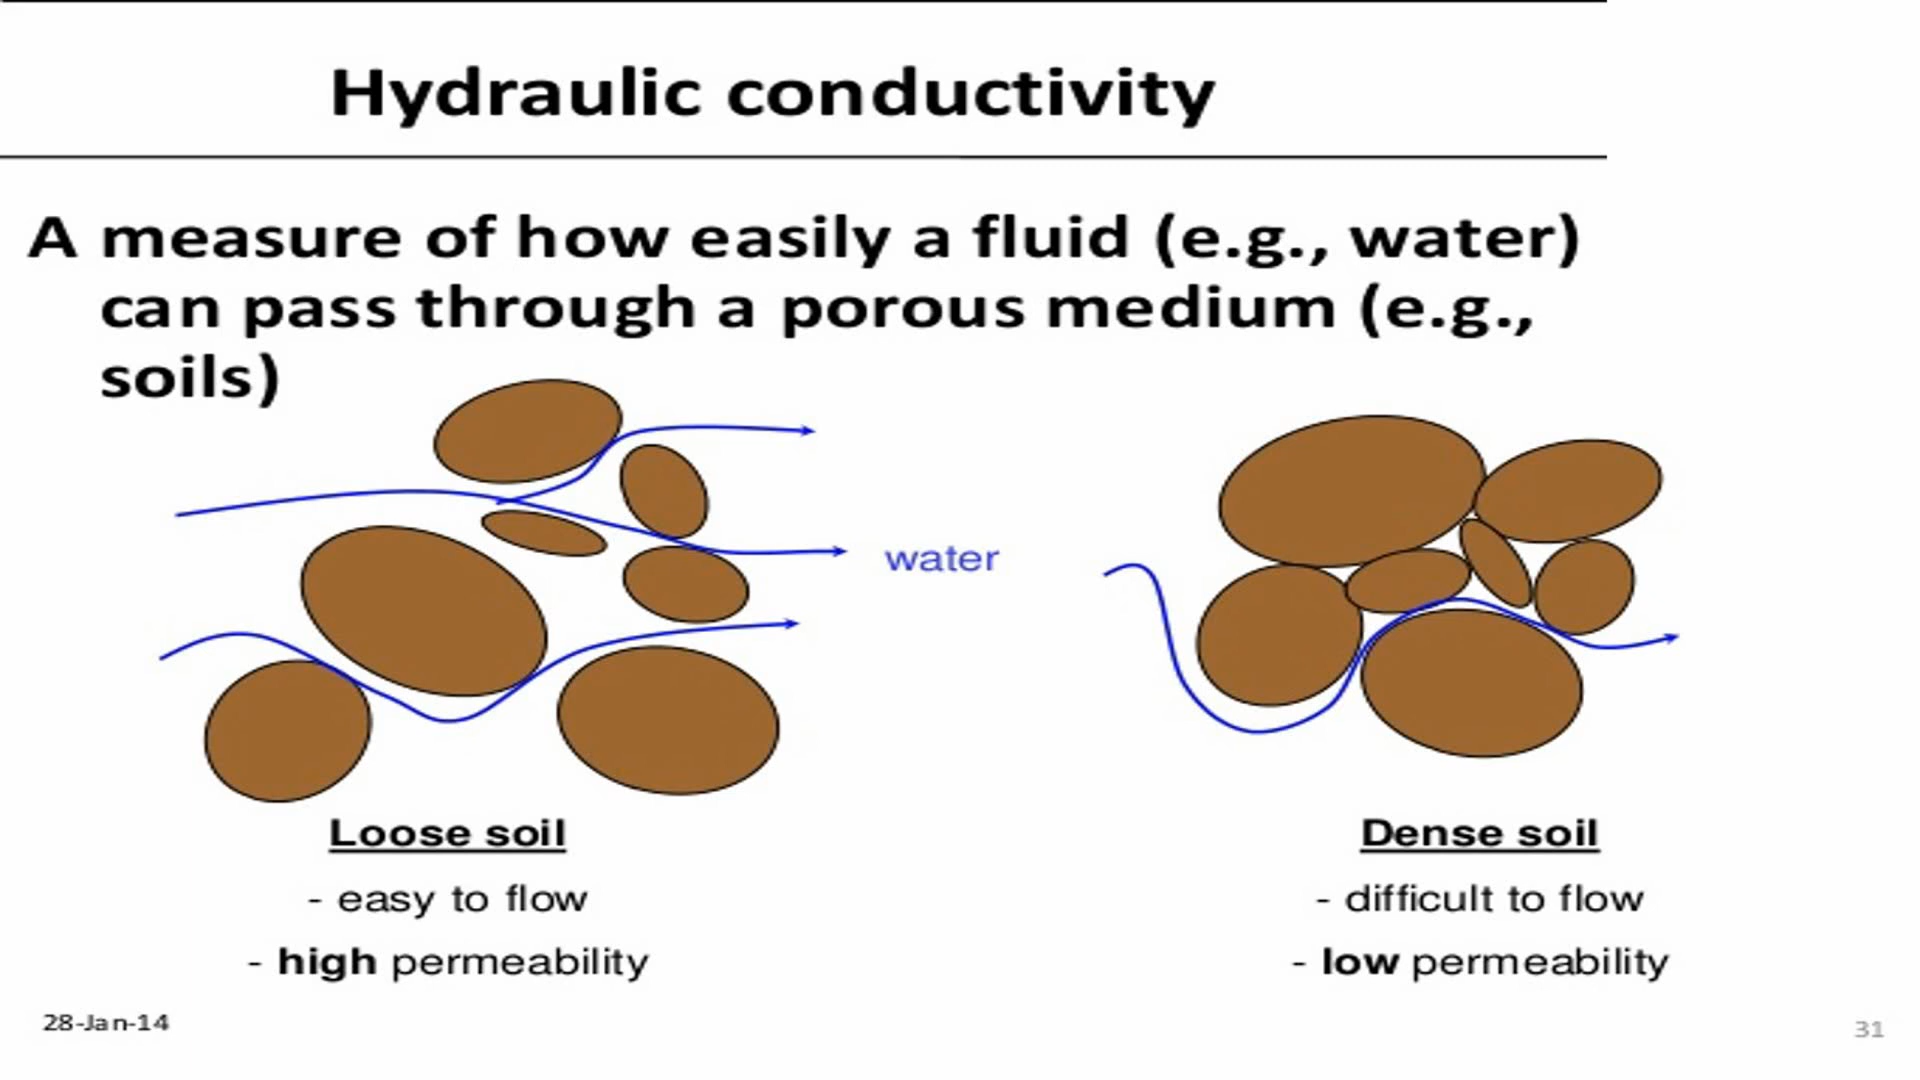 Hydraulic conductivity
A measure of how easily a fluid (e.g., water)
can pass through a porous medium (e.g.,
soils)
water
Loose soil
- easy to flow
- high permeability
Dense soil
- difficult to flow
- low permeability
28-Jan-14
31